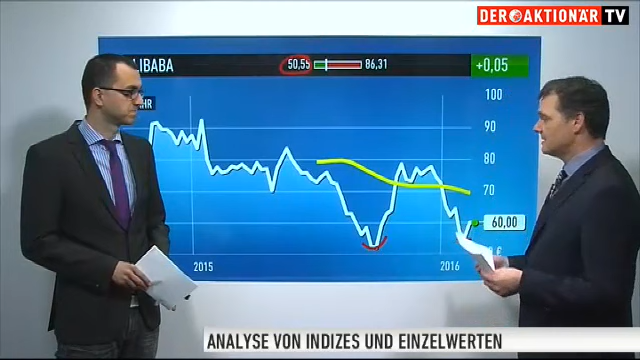 DER AKTIONÄR TV
LIBABA
50,55
86,31
+0,05
HR
100
90
80
70
60,00
€
2015
2016
ANALYSE VON INDIZES UND EINZELWERTEN